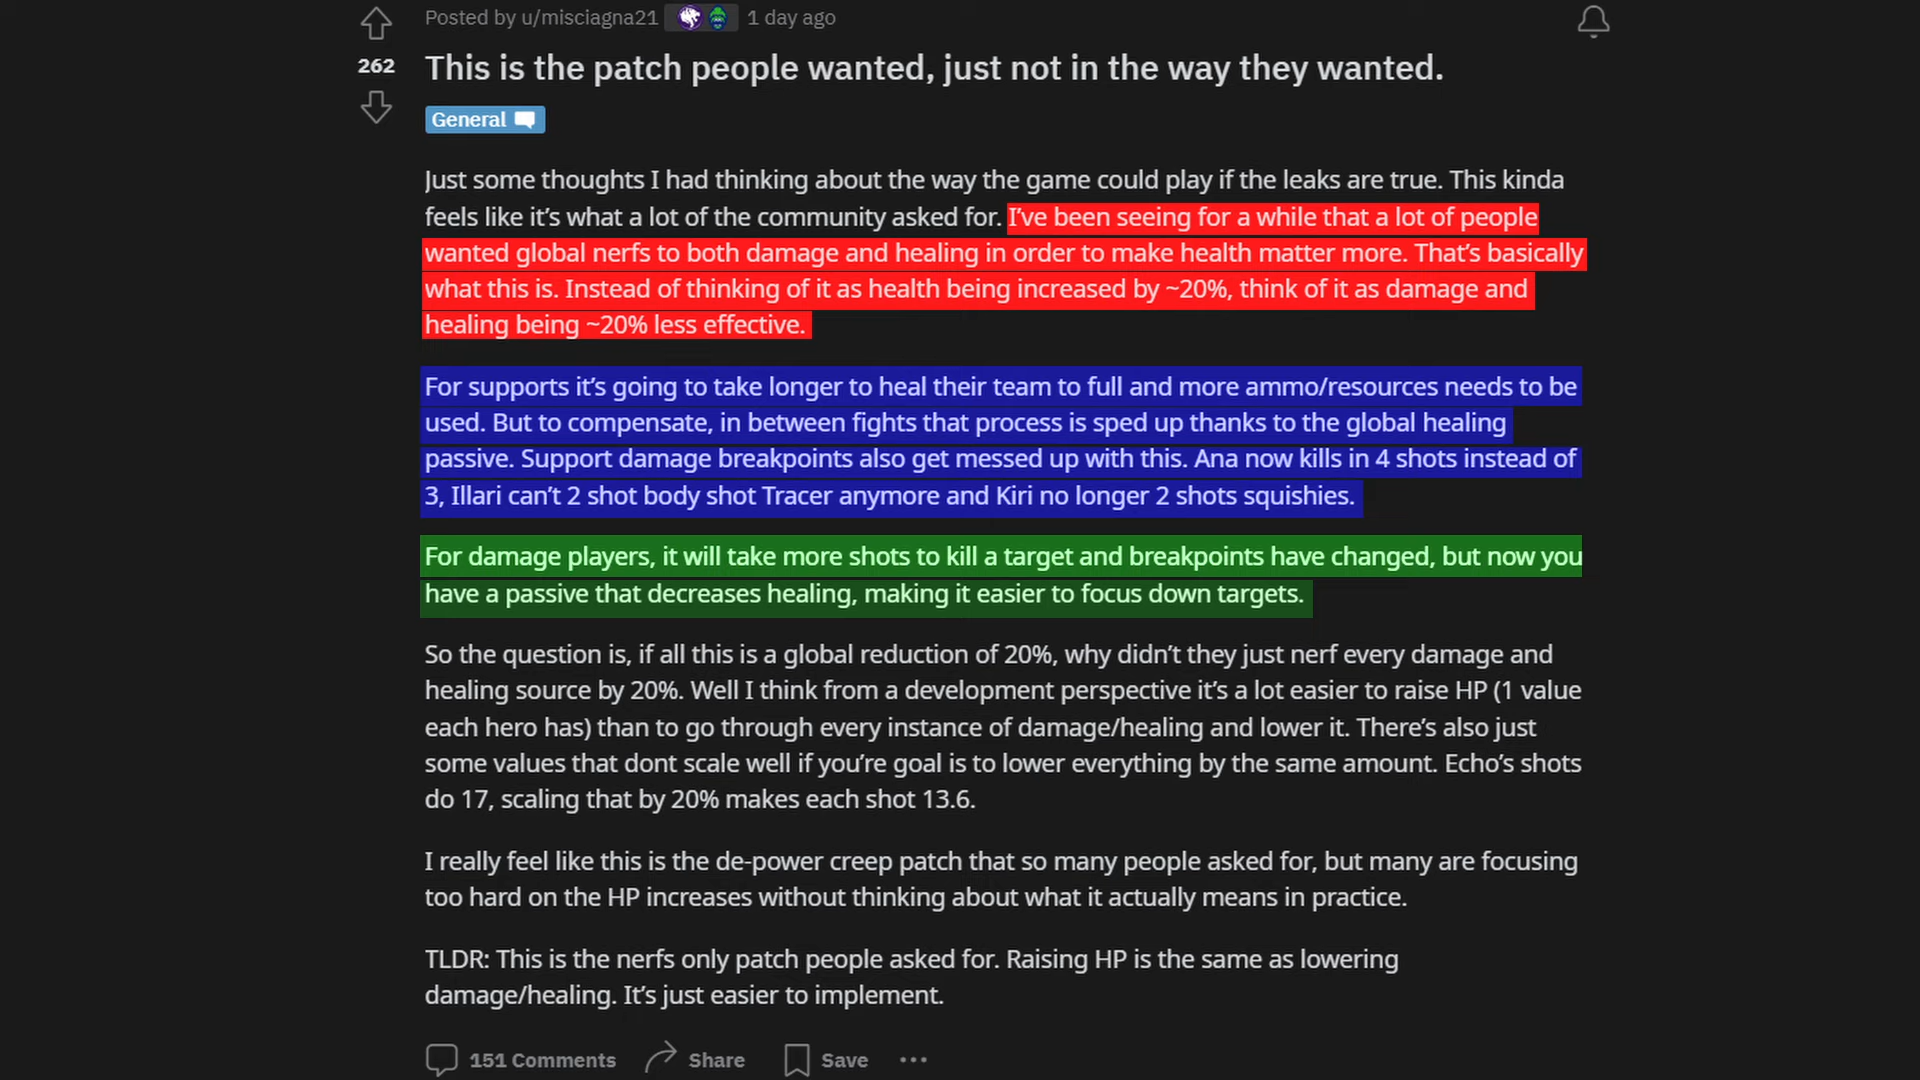 Posted by u/misciagna21 1 day ago
262
This is the patch people wanted, just not in the way they wanted.
General
Just some thoughts I had thinking about the way the game could play if the leaks are true. This kinda
feels like it’s what a lot of the community asked for. I’ve been seeing for a while that a lot of people
wanted global nerfs to both damage and healing in order to make health matter more. That’s basically
what this is. Instead of thinking of it as health being increased by ~20%, think of it as damage and
healing being ~20% less effective.
For supports it’s going to take longer to heal their team to full and more ammo/resources needs to be
used. But to compensate, in between fights that process is sped up thanks to the global healing
passive. Support damage breakpoints also get messed up with this. Ana now kills in 4 shots instead of
3, Illari can’t 2 shot body shot Tracer anymore and Kiri no longer 2 shots squishies.
For damage players, it will take more shots to kill a target and breakpoints have changed, but now you
have a passive that decreases healing, making it easier to focus down targets.
So the question is, if all this is a global reduction of 20%, why didn’t they just nerf every damage and
healing source by 20%. Well I think from a development perspective it’s a lot easier to raise HP (1 value
each hero has) than to go through every instance of damage/healing and lower it. There’s also just
some values that dont scale well if you’re goal is to lower everything by the same amount. Echo’s shots
do 17, scaling that by 20% makes each shot 13.6.
I really feel like this is the de-power creep patch that so many people asked for, but many are focusing
too hard on the HP increases without thinking about what it actually means in practice.
TLDR: This is the nerfs only patch people asked for. Raising HP is the same as lowering
damage/healing. It’s just easier to implement.
151 Comments Share Save